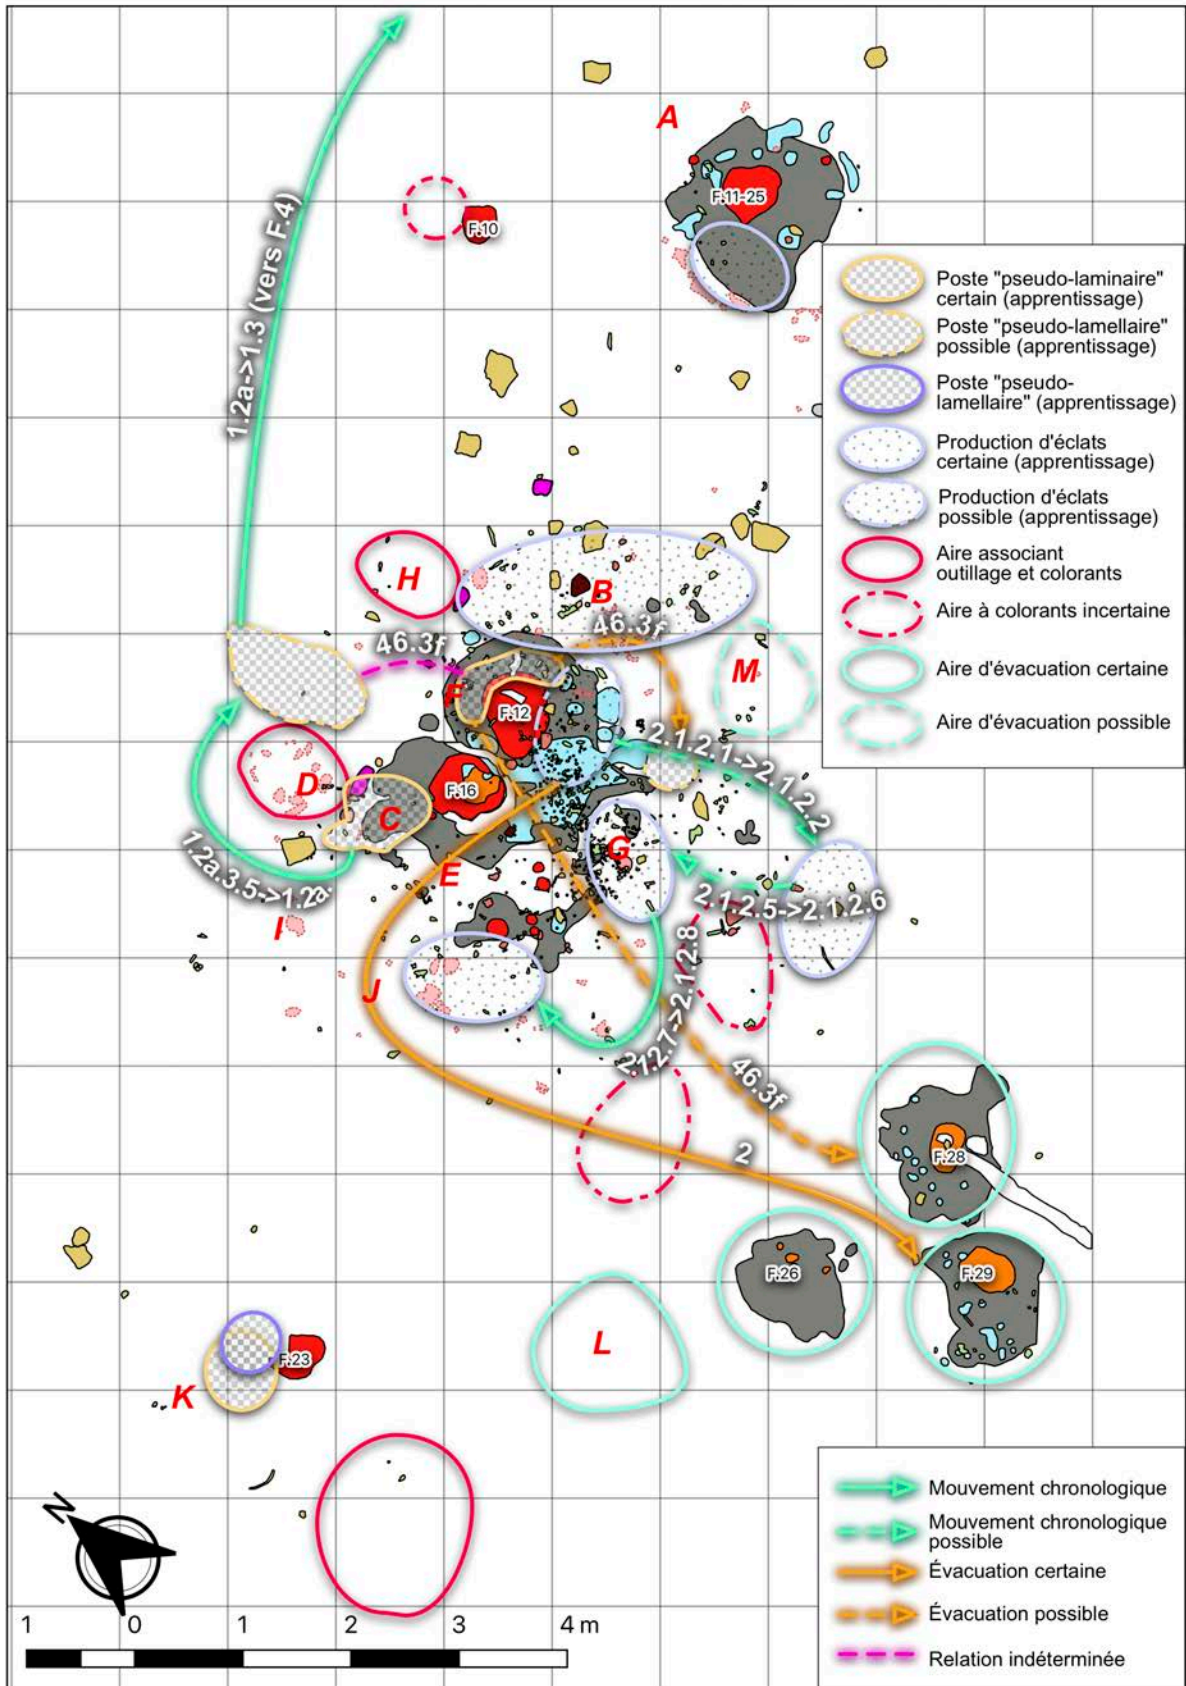 A
F.11-25
F.10
1.2a->1.3 (vers F.4)
Poste "pseudo-laminaire"
certain (apprentissage)
Poste "pseudo-lamellaire"
possible (apprentissage)
Poste "pseudo-
lamellaire" (apprentissage)
Production d'éclats
certaine (apprentissage)
Production d'éclats
possible (apprentissage)
Aire associant
outillage et colorants
Aire à colorants incertaine
Aire d'évacuation certaine
Aire d'évacuation possible
H
B
46.3f
46.3f
M
F
F.12
2.1.2.1->2.1.2.2
D
F.16
C
G
E
1.2a.3.5->1.2a.
2.1.2.5->2.1.2.6
I
J
2.1.2.7->2.1.2.8
46.3f
2
F.28
F.26
F.29
L
F.23
K
N
1 0 1 2 3 4 m
Mouvement chronologique
Mouvement chronologique
possible
Évacuation certaine
Évacuation possible
Relation indéterminée